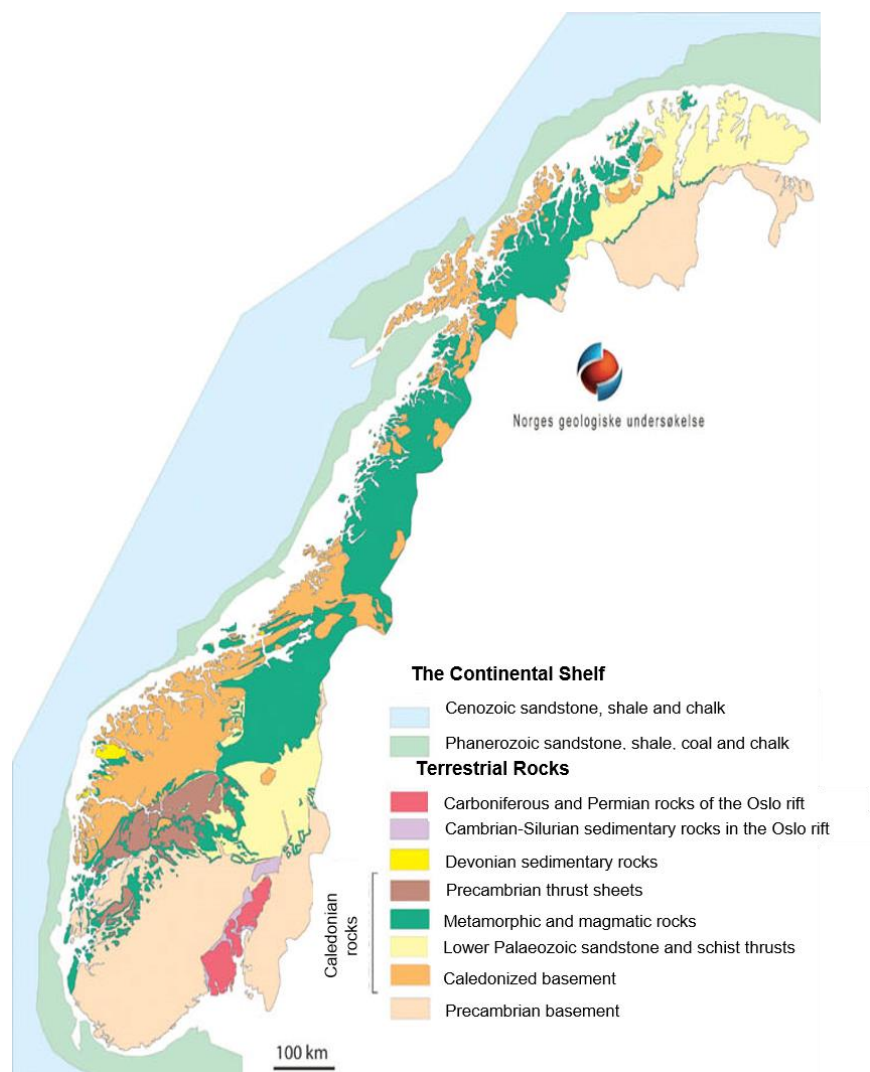 Norges geologiske undersøkelse
The Continental Shelf
Cenozoic sandstone, shale and chalk
Phanerozoic sandstone, shale, coal and chalk
Terrestrial Rocks
Carboniferous and Permian rocks of the Oslo rift
Cambrian-Silurian sedimentary rocks in the Oslo rift
Devonian sedimentary rocks
Precambrian thrust sheets
Metamorphic and magmatic rocks
Lower Palaeozoic sandstone and schist thrusts
Caledonized basement
Precambrian basement
Caledonian
rocks
100 km